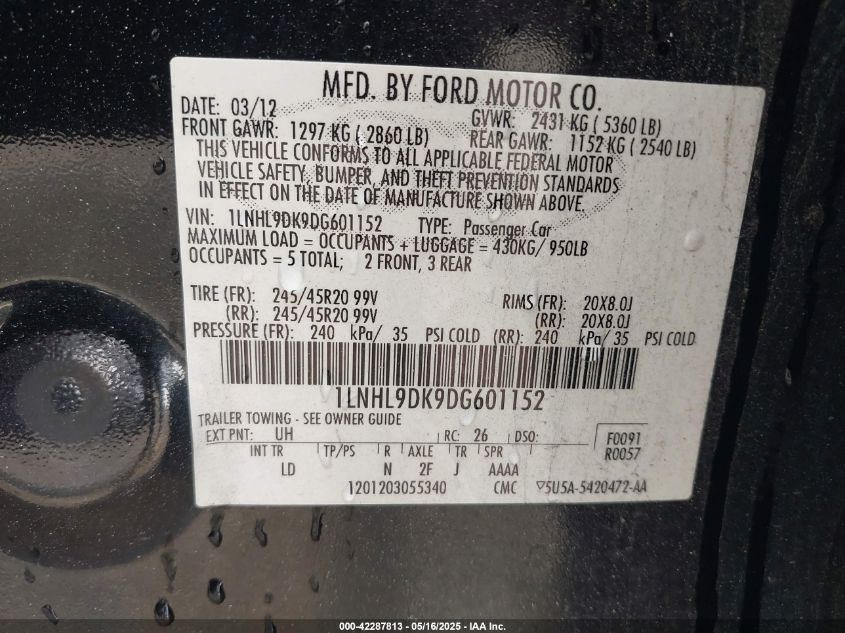 MFD. BY FORD MOTOR CO.
DATE: 03/12 GVWR: 2431 KG ( 5360 LB)
FRONT GAWR: 1297 KG ( 2860 LB) REAR GAWR: 1152 KG ( 2540 LB)
THIS VEHICLE CONFORMS TO ALL APPLICABLE FEDERAL MOTOR
VEHICLE SAFETY, BUMPER, AND THEFT PREVENTION STANDARDS
IN EFFECT ON THE DATE OF MANUFACTURE SHOWN ABOVE.
VIN: 1LNHL9DK9DG601152 TYPE: Passenger Car
MAXIMUM LOAD = OCCUPANTS + LUGGAGE = 430KG/ 950LB
OCCUPANTS = 5 TOTAL; 2 FRONT, 3 REAR
TIRE (FR): 245/45R20 99V RIMS (FR): 20X8.0J
(RR): 245/45R20 99V (RR): 20X8.0J
PRESSURE (FR): 240 kPa/ 35 PSI COLD (RR): 240 kPa/ 35 PSI COLD
1LNHL9DK9DG601152
TRAILER TOWING - SEE OWNER GUIDE
EXT PNT: UH RC: 26 DSO: F0091
R0057
INT TR TP/PS R AXLE TR SPR
LD N 2F J AAAA
1201203055340 CMC ▽5U5A-5420472-AA
000-42287813 - 05/16/2025 - IAA Inc.